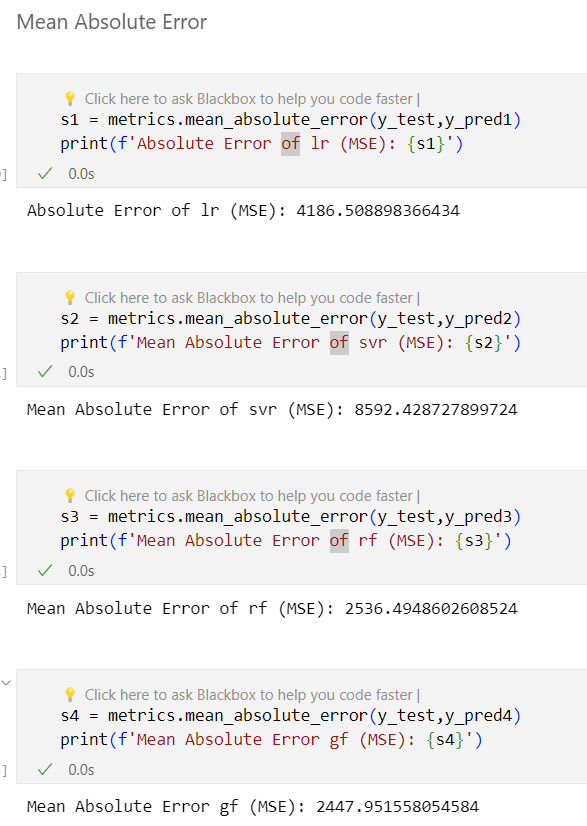 Mean Absolute Error
💡 Click here to ask Blackbox to help you code faster |
s1 = metrics.mean_absolute_error(y_test,y_pred1)
print(f'Absolute Error of lr (MSE): {s1}')
] ✓ 0.0s
Absolute Error of lr (MSE): 4186.508898366434
💡 Click here to ask Blackbox to help you code faster |
s2 = metrics.mean_absolute_error(y_test,y_pred2)
print(f'Mean Absolute Error of svr (MSE): {s2}')
] ✓ 0.0s
Mean Absolute Error of svr (MSE): 8592.428727899724
💡 Click here to ask Blackbox to help you code faster |
s3 = metrics.mean_absolute_error(y_test,y_pred3)
print(f'Mean Absolute Error of rf (MSE): {s3}')
] ✓ 0.0s
Mean Absolute Error of rf (MSE): 2536.4948602608524
💡 Click here to ask Blackbox to help you code faster |
s4 = metrics.mean_absolute_error(y_test,y_pred4)
print(f'Mean Absolute Error gf (MSE): {s4}')
] ✓ 0.0s
Mean Absolute Error gf (MSE): 2447.951558054584